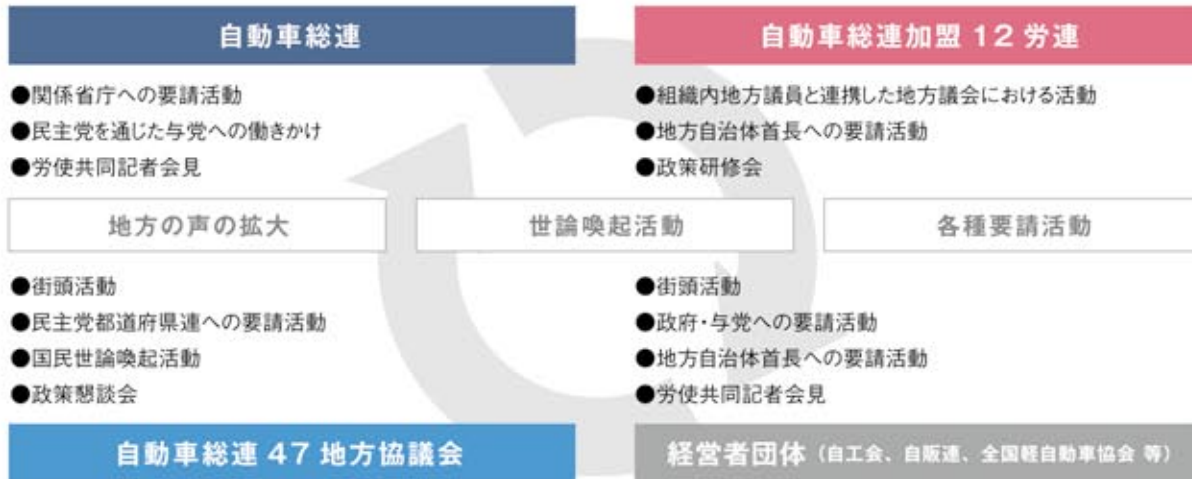 自動車総連
●関係省庁への要請活動
●民主党を通じた与党への働きかけ
●労使共同記者会見
自動車総連加盟12労連
●組織内地方議員と連携した地方議会における活動
●地方自治体首長への要請活動
●政策研修会
地方の声の拡大
世論喚起活動
各種要請活動
●街頭活動
●民主党都道府県連への要請活動
●国民世論喚起活動
●政策懇談会
自動車総連47地方協議会
●街頭活動
●政府・与党への要請活動
●地方自治体首長への要請活動
●労使共同記者会見
経営者団体（自工会、自販連、全国軽自動車協会 等）